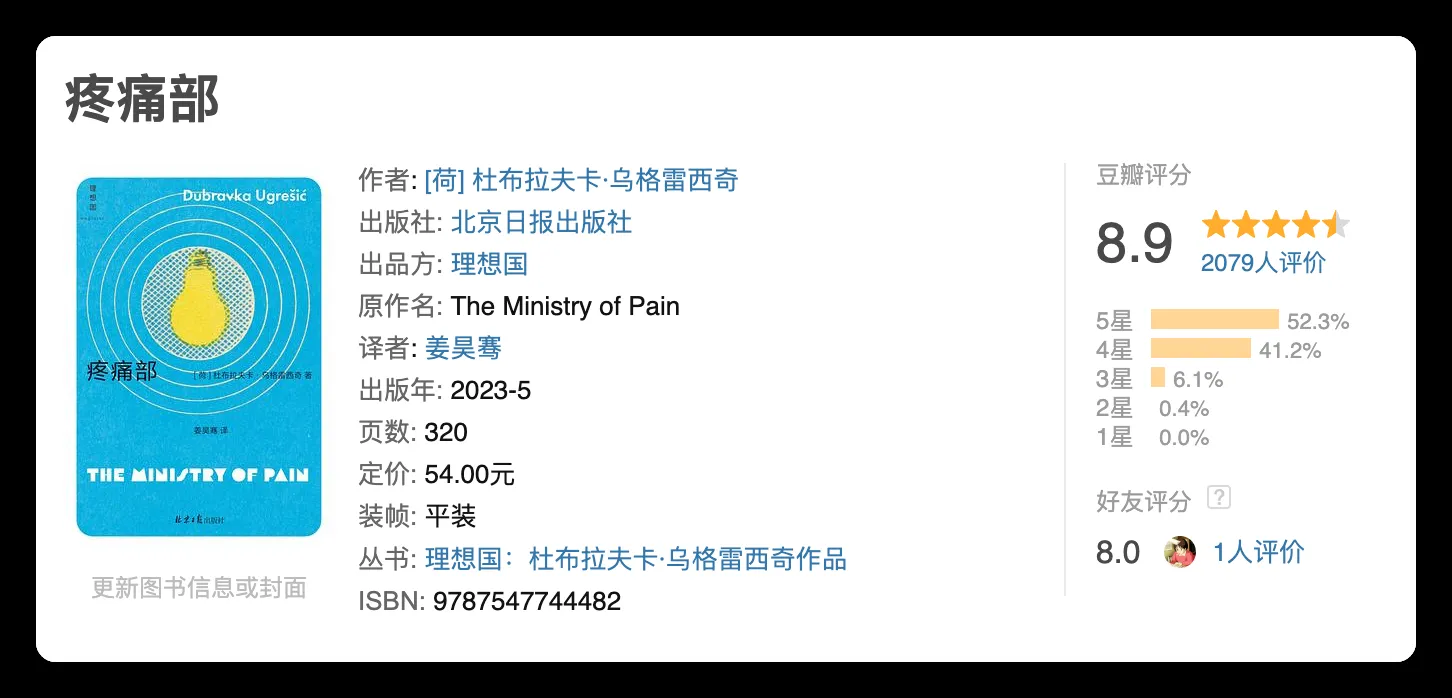 疼痛部
理想国
Dubravka Ugrešić
疼痛部
[荷]杜布拉夫卡·乌格雷西奇 著
姜昊骞 译
THE MINISTRY OF PAIN
北京日报出版社
更新图书信息或封面
作者: [荷] 杜布拉夫卡·乌格雷西奇
出版社: 北京日报出版社
出品方: 理想国
原作名: The Ministry of Pain
译者: 姜昊骞
出版年: 2023-5
页数: 320
定价: 54.00元
装帧: 平装
丛书: 理想国：杜布拉夫卡·乌格雷西奇作品
ISBN: 9787547744482
豆瓣评分
8.9
2079人评价
5星 52.3%
4星 41.2%
3星 6.1%
2星 0.4%
1星 0.0%
好友评分 ?
8.0 1人评价